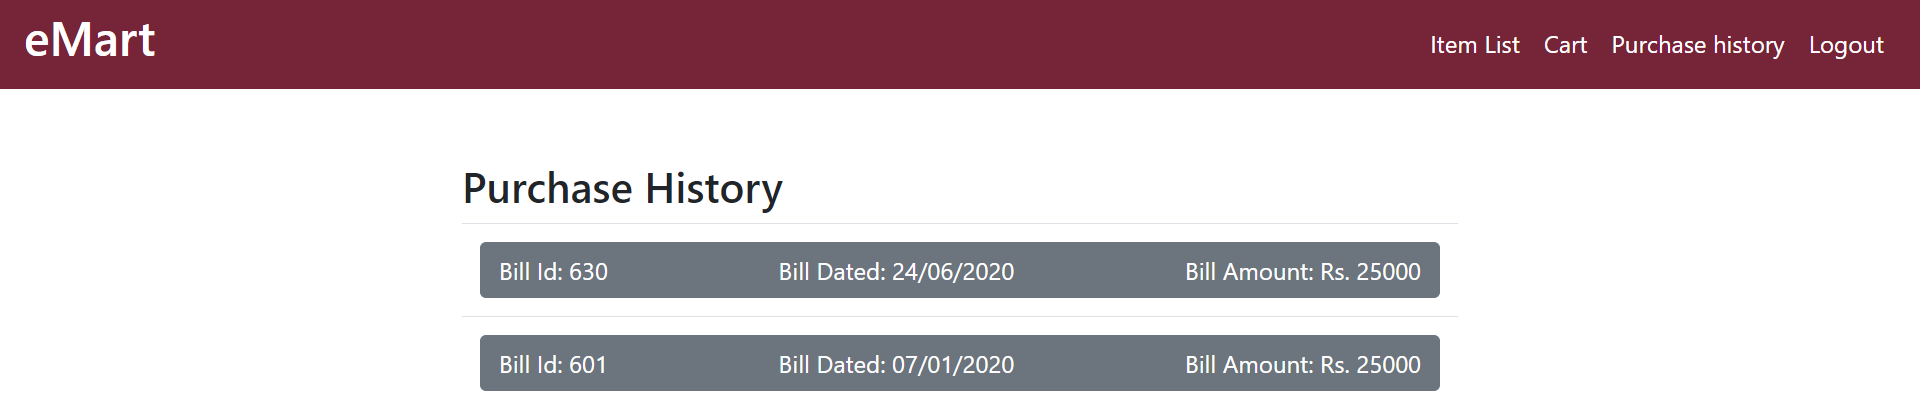 eMart
Item List Cart Purchase history Logout
Purchase History
Bill Id: 630 Bill Dated: 24/06/2020 Bill Amount: Rs. 25000
Bill Id: 601 Bill Dated: 07/01/2020 Bill Amount: Rs. 25000